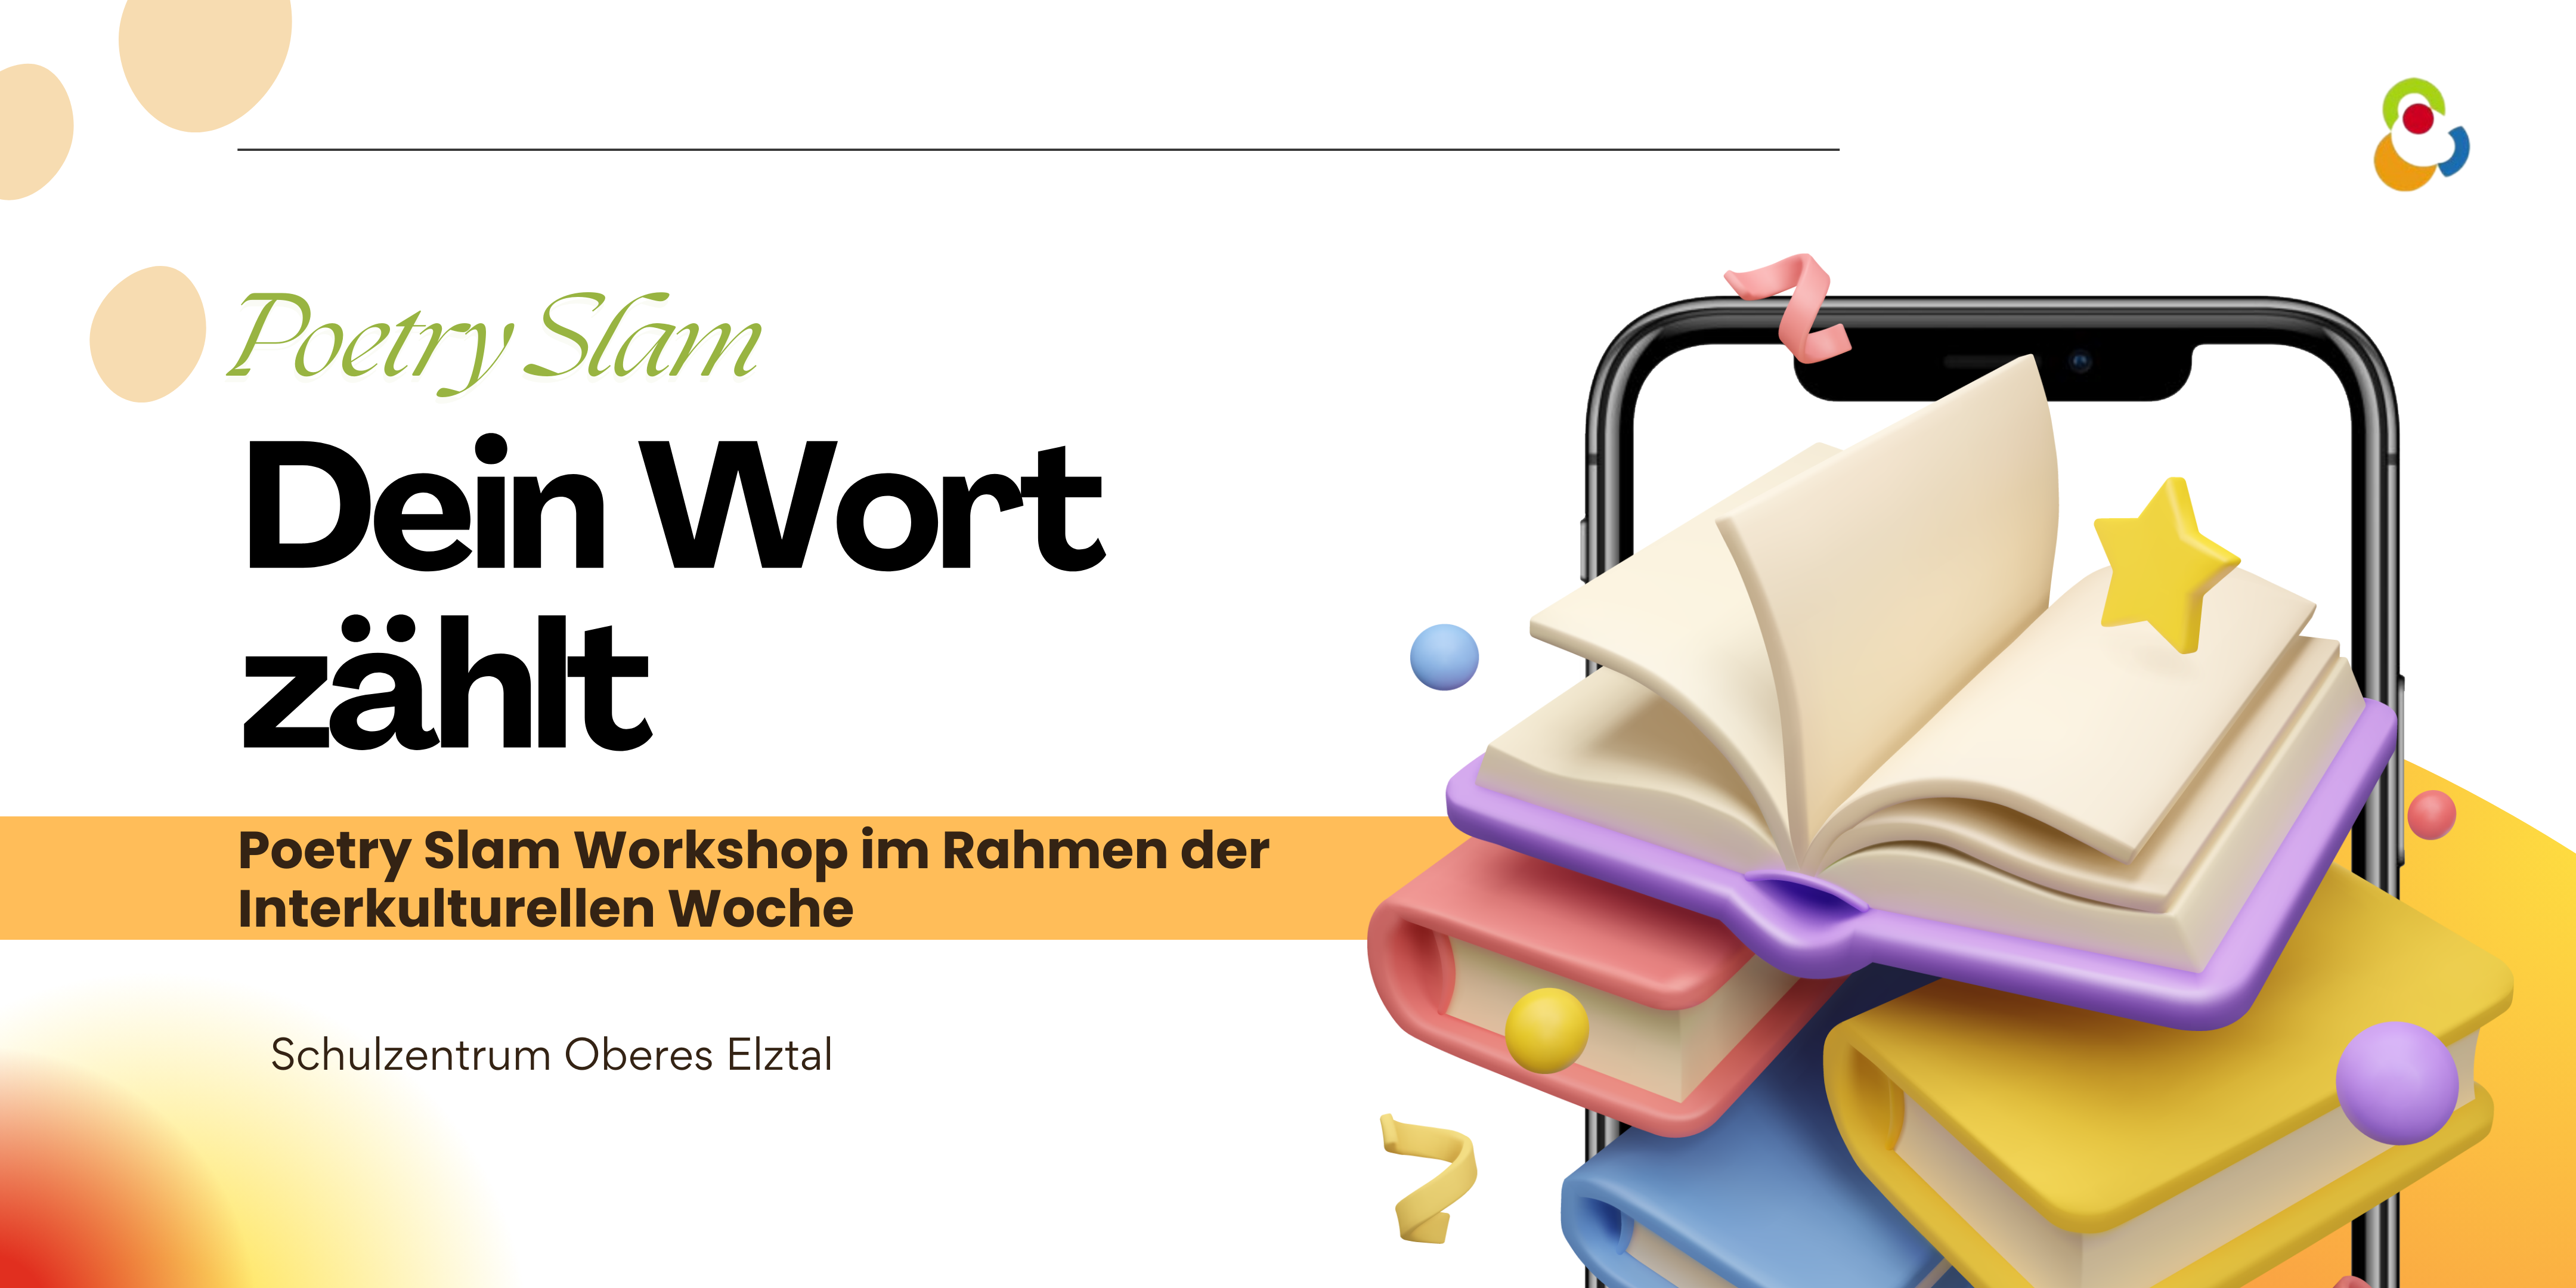 Poetry Slam
Dein Wort
zählt
Poetry Slam Workshop im Rahmen der
Interkulturellen Woche
Schulzentrum Oberes Elztal